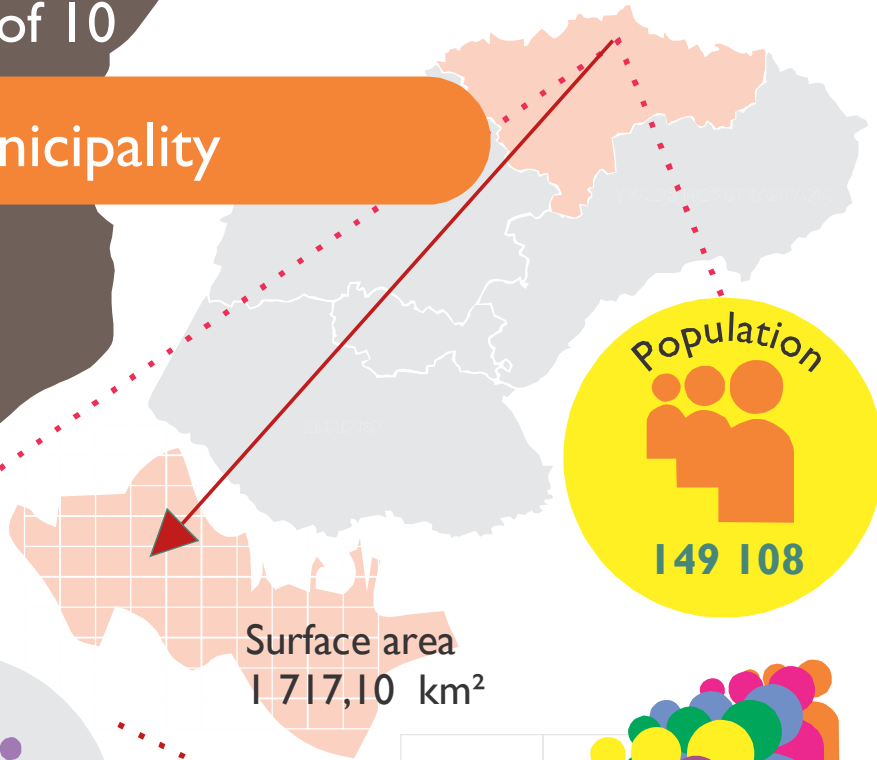 of 10
nicipality
Population
149 108
Surface area
1 717,10 km²